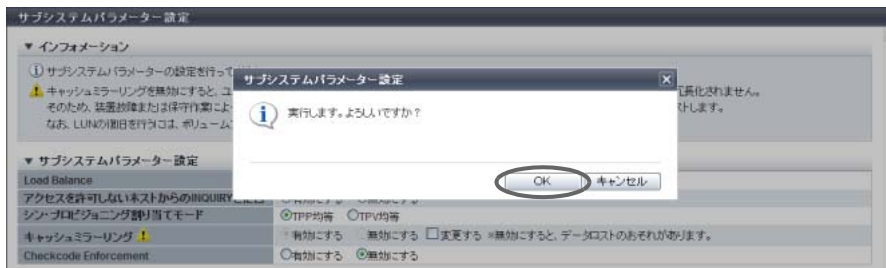 サブシステムパラメーター設定
▼ インフォメーション
サブシステムパラメーターの設定を行って
キャッシュミラーリングを無効にすると、ユ
冗長化されません。
そのため、装置故障または保守作業によ
ストします。
なお、LUNの復旧を行うには、ボリューム
サブシステムパラメーター設定
実行します。よろしいですか?
OK キャンセル
▼ サブシステムパラメーター設定
Load Balance
アクセスを許可しないホストからのINQUIRY
有効にする 無効にする
シン・プロビジョニング割り当てモード TPP均等 TPV均等
キャッシュミラーリング 有効にする 無効にする 変更する ※無効にすると、データロストのおそれがあります。
Checkcode Enforcement 有効にする 無効にする